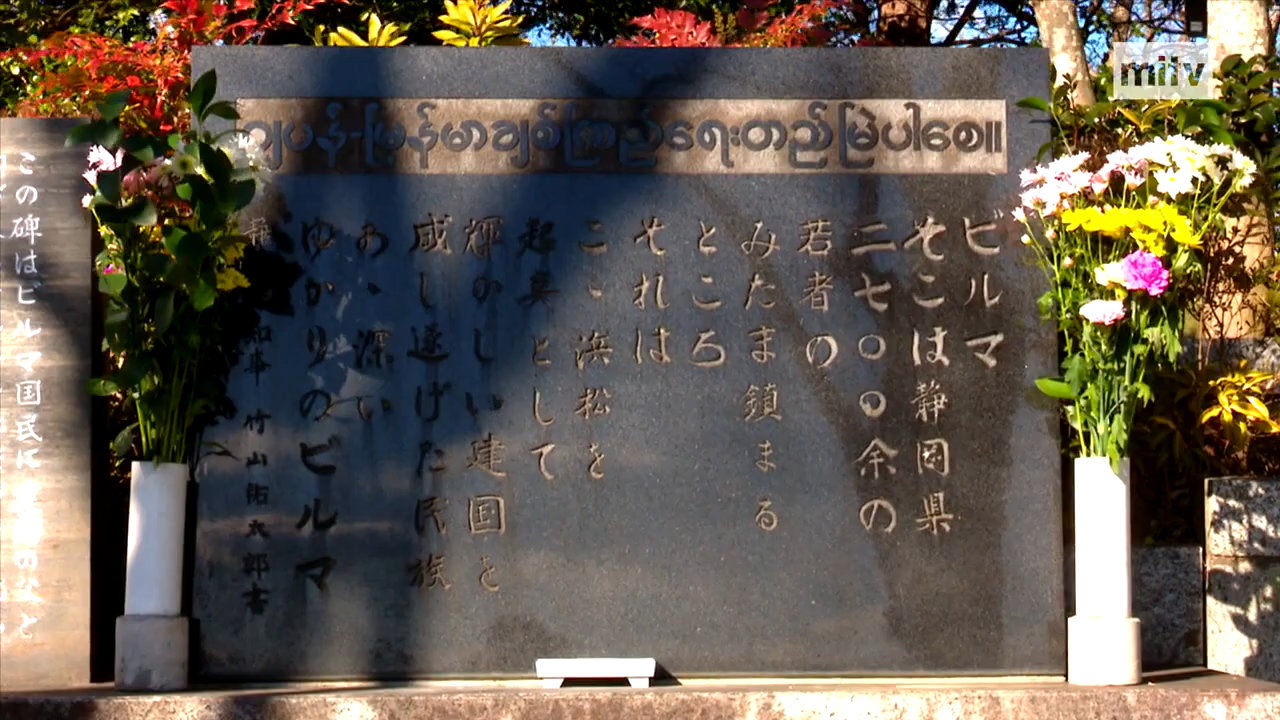 ဂျပန်-မြန်မာချစ်ကြည်ရေးတည်မြဲပါစေ။
ビルマ
そこは静岡県
二七〇〇余の
若者の
みたま鎮まる
ところ
それは
こゝ浜松を
起点として
輝かしい建国を
成し遂げた民族
あゝ深い
ゆかりのビルマ
和峯 竹山祐太郎書
この碑はビルマ国民に
mitv